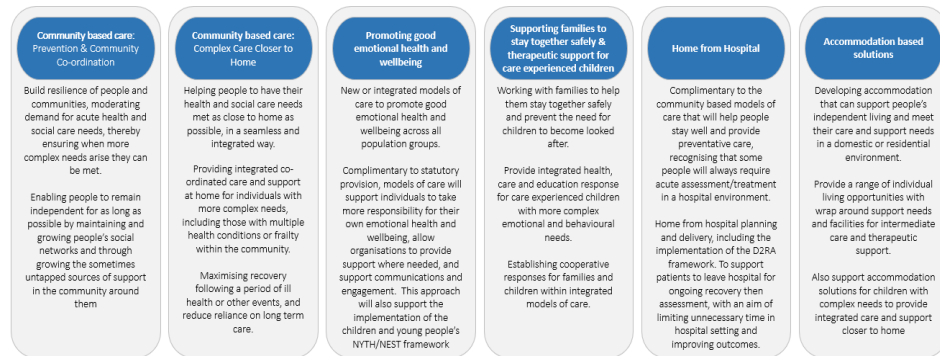 Community based care:
Prevention & Community
Co-ordination
Build resilience of people and
communities, moderating
demand for acute health and
social care needs, thereby
ensuring when more
complex needs arise they can
be met.
Enabling people to remain
independent for as long as
possible by maintaining and
growing people's social
networks and through
growing the sometimes
untapped sources of support
in the community around
them
Community based care:
Complex Care Closer to
Home
Helping people to have their
health and social care needs
met as close to home as
possible, in a seamless and
integrated way.
Providing integrated co-
ordinated care and support
at home for individuals with
more complex needs,
including those with multiple
health conditions or frailty
within the community.
Maximising recovery
following a period of ill
health or other events, and
reduce reliance on long term
care.
Promoting good
emotional health and
wellbeing
New or integrated models of
care to promote good
emotional health and
wellbeing across all
population groups.
Complimentary to statutory
provision, models of care will
support individuals to take
more responsibility for their
own emotional health and
wellbeing, allow
organisations to provide
support where needed, and
support communications and
engagement. This approach
will also support the
implementation of the
children and young people's
NYTH/NEST framework
Supporting families to
stay together safely &
therapeutic support for
care experienced children
Working with families to help
them stay together safely
and prevent the need for
children to become looked
after.
Provide integrated health,
care and education response
for care experienced children
with more complex
emotional and behavioural
needs.
Establishing cooperative
responses for families and
children within integrated
models of care.
Home from Hospital
Complimentary to the
community based models of
care that will help people
stay well and provide
preventative care,
recognising that some
people will always require
acute assessment/treatment
in a hospital environment.
Home from hospital planning
and delivery, including the
implementation of the D2RA
framework. To support
patients to leave hospital for
ongoing recovery then
assessment, with an aim of
limiting unnecessary time in
hospital setting and
improving outcomes.
Accommodation based
solutions
Developing accommodation
that can support people's
independent living and meet
their care and support needs
in a domestic or residential
environment.
Provide a range of individual
living opportunities with
wrap around support needs
and facilities for intermediate
care and therapeutic
support.
Also support accommodation
solutions for children with
complex needs to provide
integrated care and support
closer to home